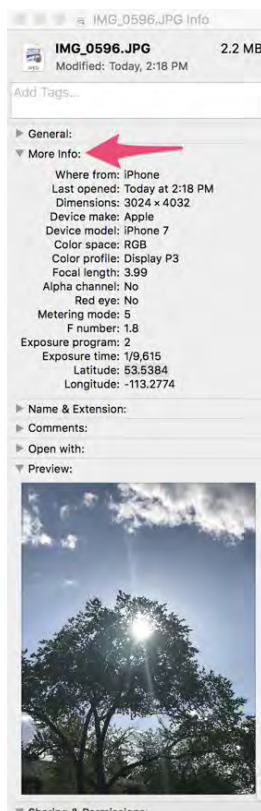 IMG_0596.JPG Info
IMG_0596.JPG 2.2 MB
Modified: Today, 2:18 PM
JPEG
Add Tags...
General:
More Info:
Where from: iPhone
Last opened: Today at 2:18 PM
Dimensions: 3024 × 4032
Device make: Apple
Device model: iPhone 7
Color space: RGB
Color profile: Display P3
Focal length: 3.99
Alpha channel: No
Red eye: No
Metering mode: 5
F number: 1.8
Exposure program: 2
Exposure time: 1/9,615
Latitude: 53.5384
Longitude: -113.2774
Name & Extension:
Comments:
Open with:
Preview:
Sharing & Permissions: